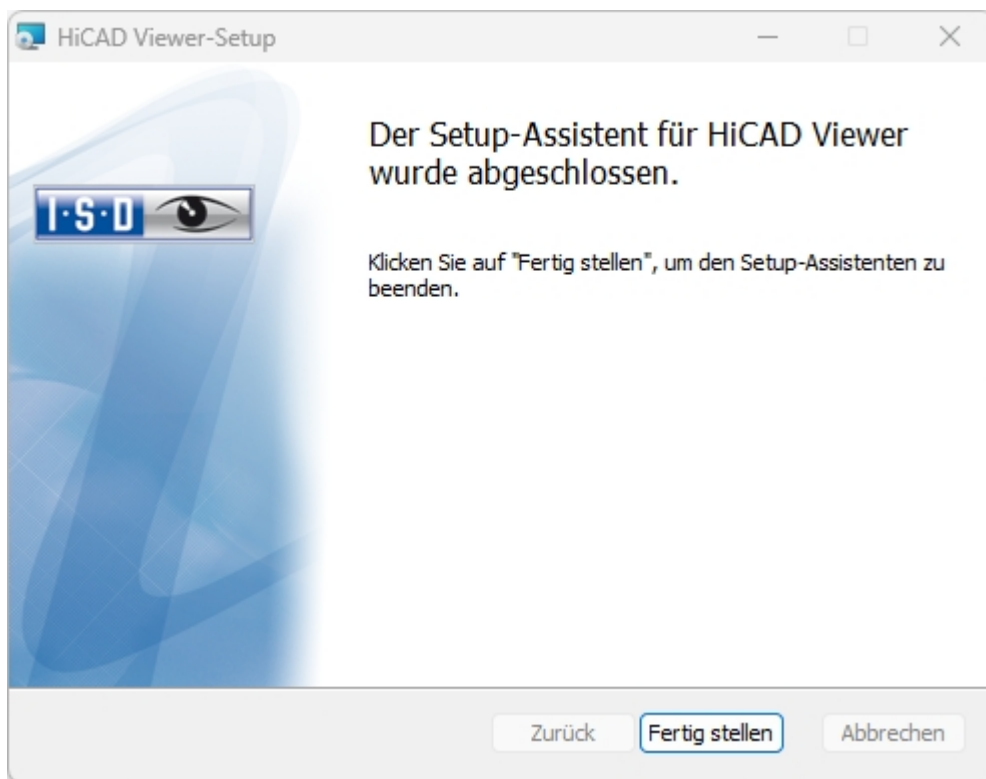 HiCAD Viewer-Setup
Der Setup-Assistent für HiCAD Viewer
wurde abgeschlossen.
I·S·D
Klicken Sie auf "Fertig stellen", um den Setup-Assistenten zu
beenden.
Zurück Fertig stellen Abbrechen